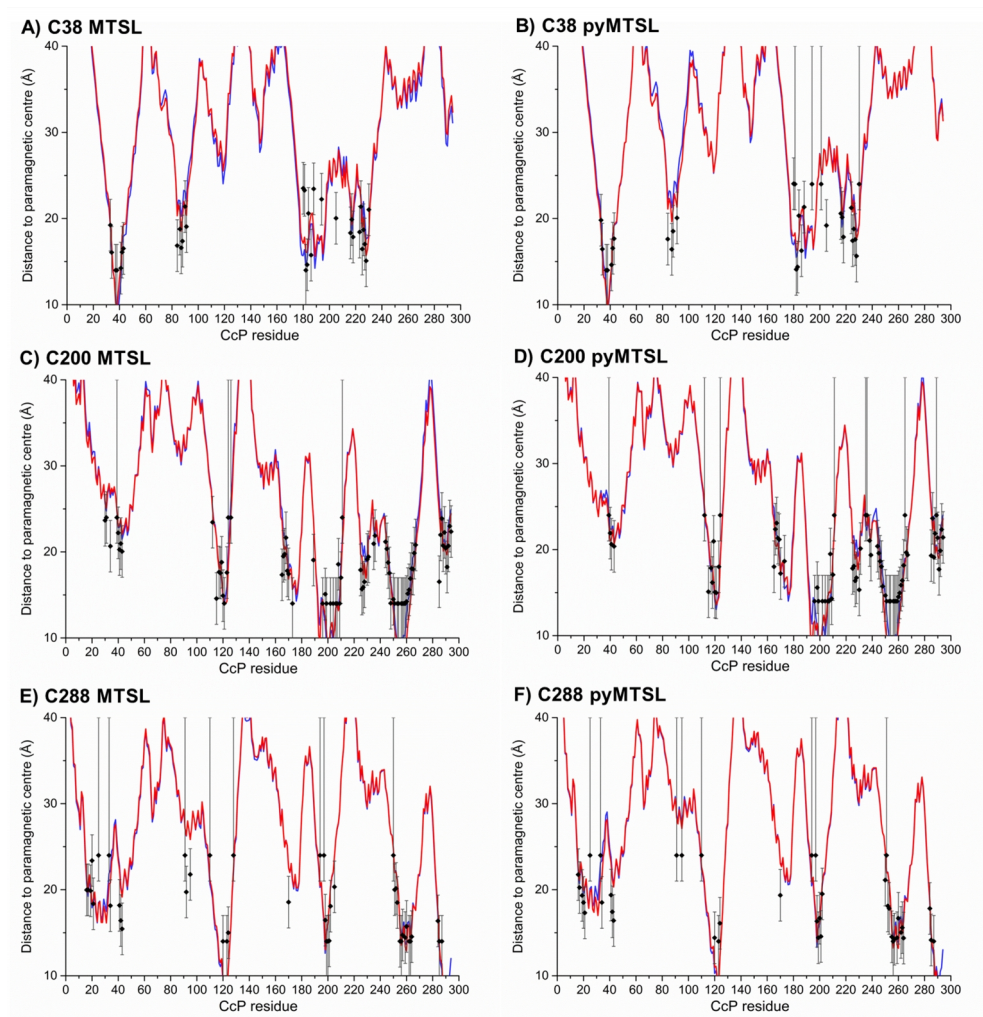 A) C38 MTSL
Distance to paramagnetic centre (Å)
40
30
20
10
0 20 40 60 80 100 120 140 160 180 200 220 240 260 280 300
CcP residue
B) C38 pyMTSL
Distance to paramagnetic centre (Å)
40
30
20
10
0 20 40 60 80 100 120 140 160 180 200 220 240 260 280 300
CcP residue
C) C200 MTSL
Distance to paramagnetic centre (Å)
40
30
20
10
0 20 40 60 80 100 120 140 160 180 200 220 240 260 280 300
CcP residue
D) C200 pyMTSL
Distance to paramagnetic centre (Å)
40
30
20
10
0 20 40 60 80 100 120 140 160 180 200 220 240 260 280 300
CcP residue
E) C288 MTSL
Distance to paramagnetic centre (Å)
40
30
20
10
0 20 40 60 80 100 120 140 160 180 200 220 240 260 280 300
CcP residue
F) C288 pyMTSL
Distance to paramagnetic centre (Å)
40
30
20
10
0 20 40 60 80 100 120 140 160 180 200 220 240 260 280 300
CcP residue